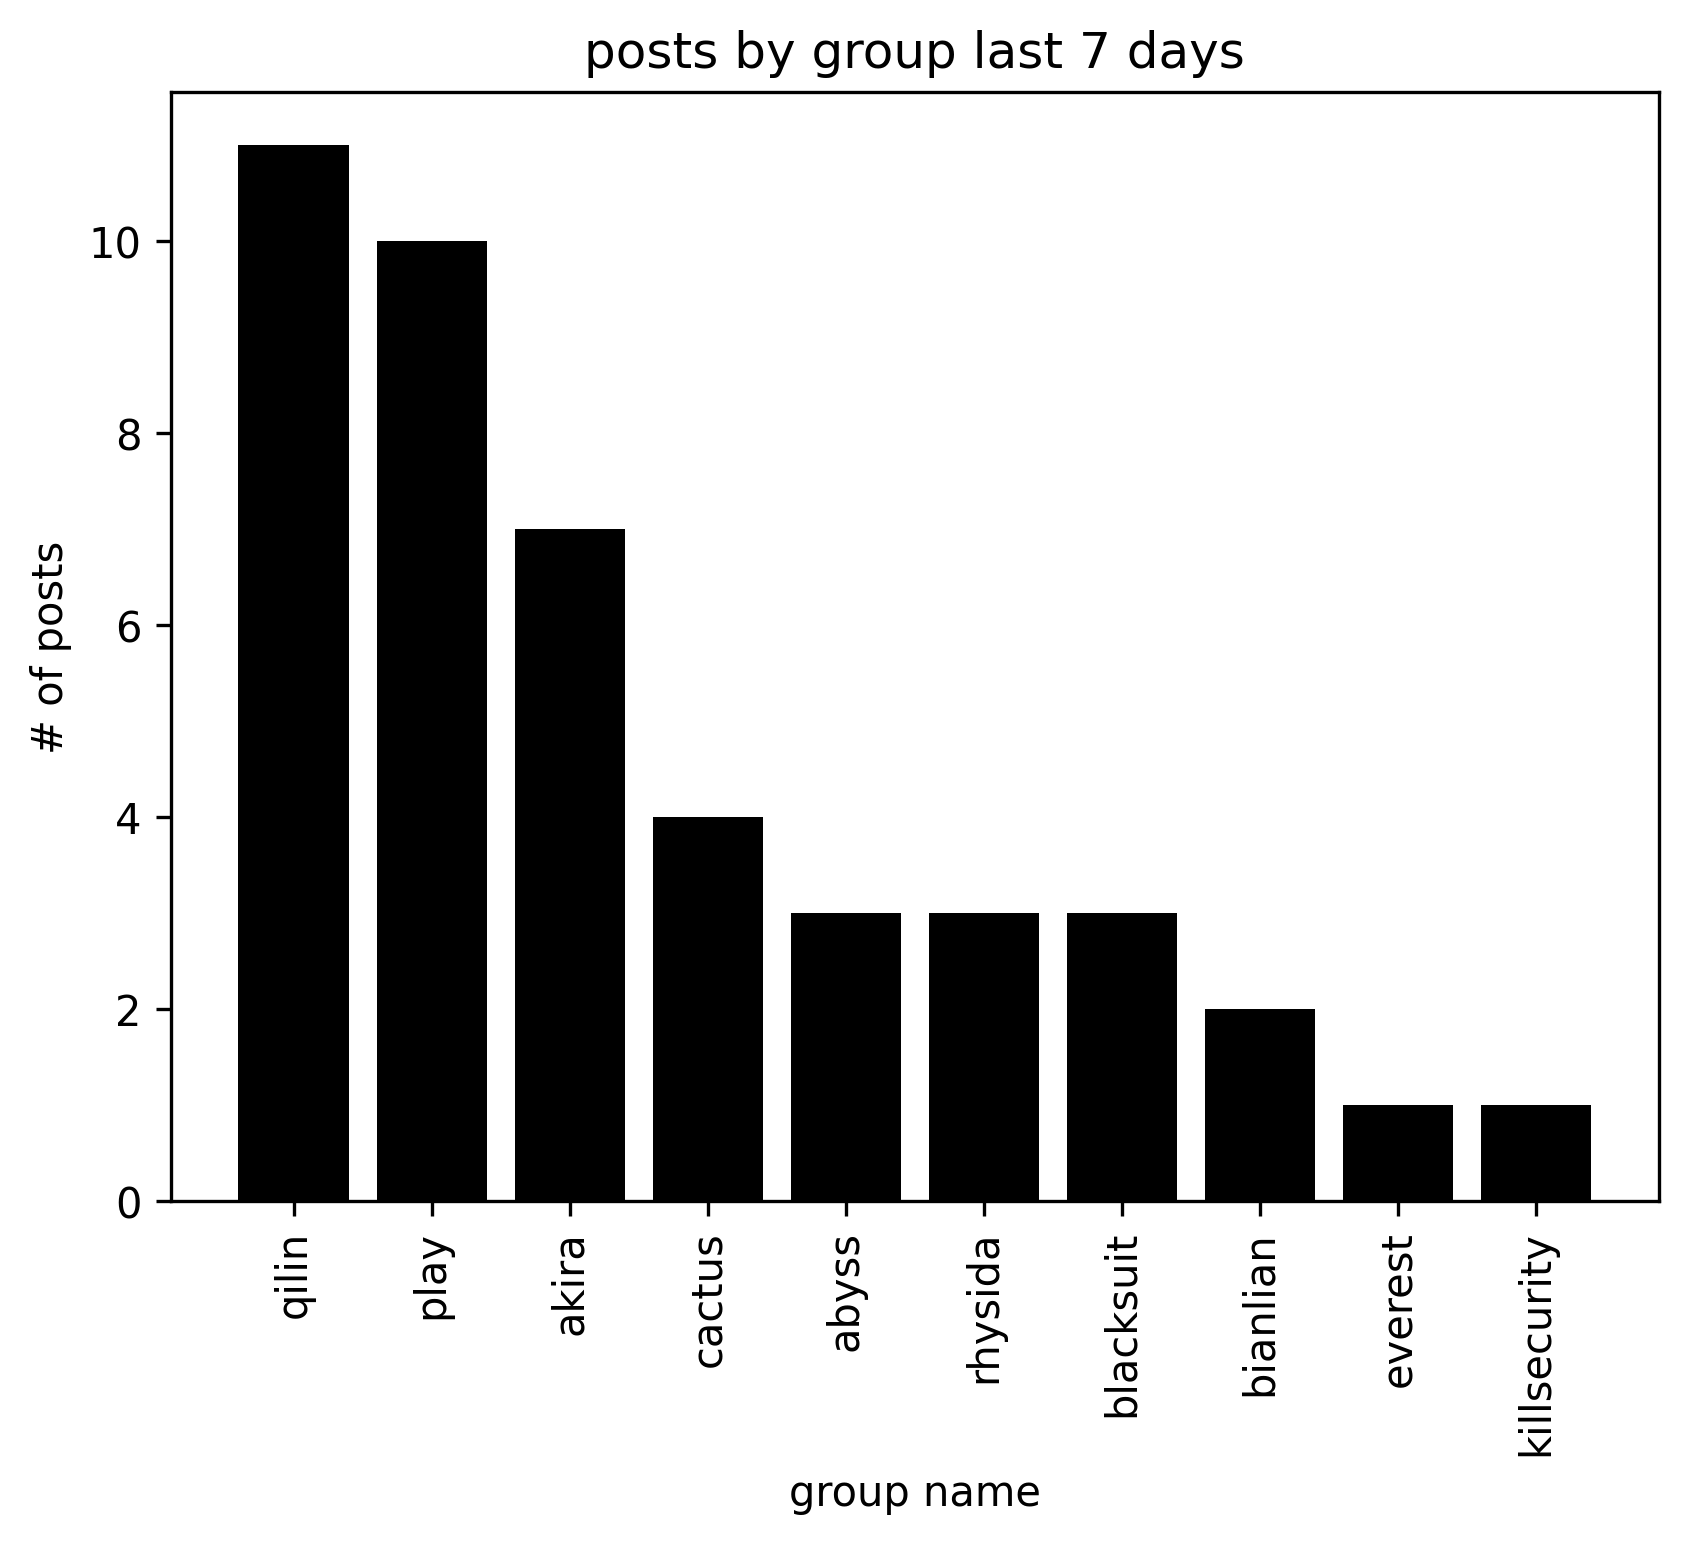 posts by group last 7 days
# of posts
10
8
6
4
2
0
qilin
play
akira
cactus
abyss
rhysida
blacksuit
bianlian
everest
killsecurity
group name